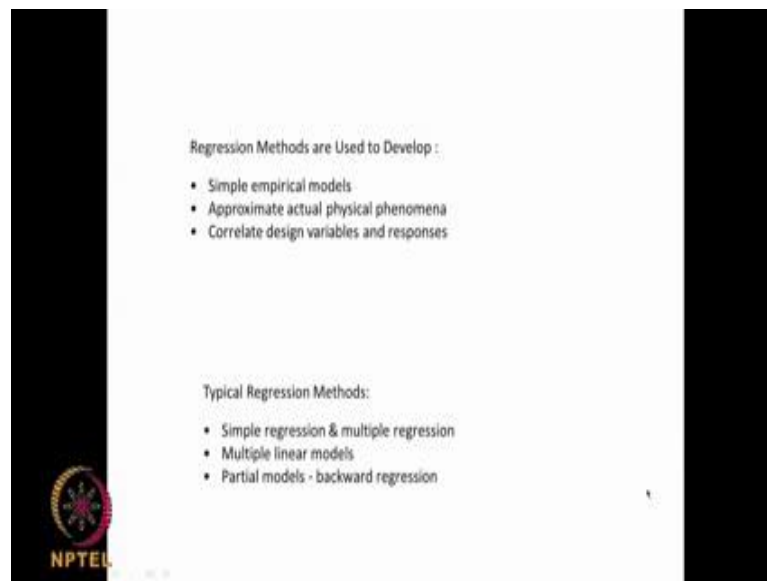 Regression Methods are Used to Develop :
• Simple empirical models
• Approximate actual physical phenomena
• Correlate design variables and responses
Typical Regression Methods:
• Simple regression & multiple regression
• Multiple linear models
• Partial models - backward regression
NPTEL